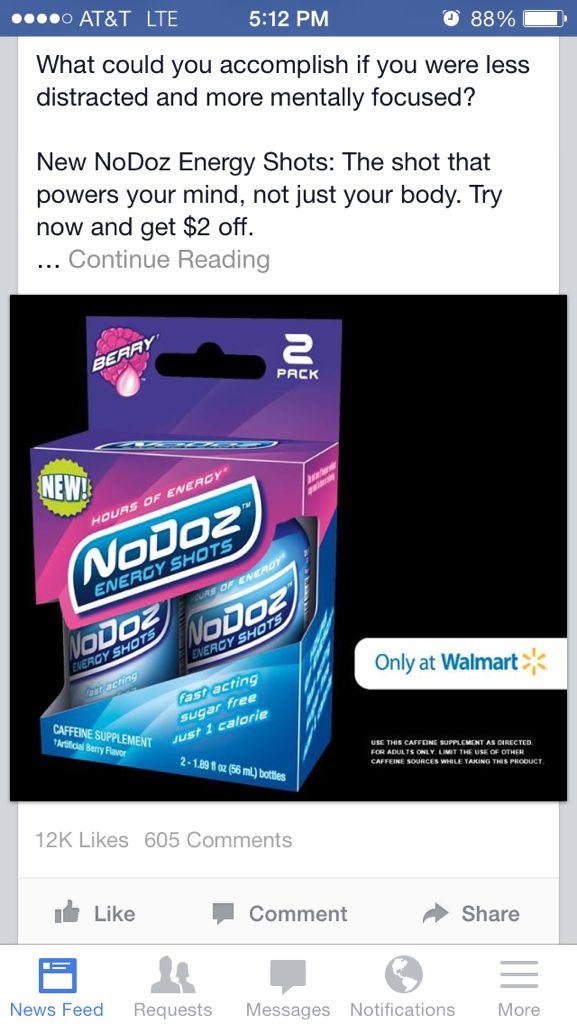 AT&T LTE 5:12 PM 88%
What could you accomplish if you were less
distracted and more mentally focused?
New NoDoz Energy Shots: The shot that
powers your mind, not just your body. Try
now and get $2 off.
... Continue Reading
BERRY†
2
PACK
NoDoz
NEW!
HOURS OF ENERGY*
NoDoz™
ENERGY SHOTS
HOURS OF ENERGY*
NoDoz
ENERGY SHOTS
fast acting
NoDoz™
ENERGY SHOTS
fast acting
sugar free
just 1 calorie
CAFFEINE SUPPLEMENT
†Artificial Berry Flavor
2 - 1.89 fl oz (56 mL) bottles
Only at Walmart
USE THIS CAFFEINE SUPPLEMENT AS DIRECTED.
FOR ADULTS ONLY. LIMIT THE USE OF OTHER
CAFFEINE SOURCES WHILE TAKING THIS PRODUCT.
12K Likes 605 Comments
Like Comment Share
News Feed Requests Messages Notifications More